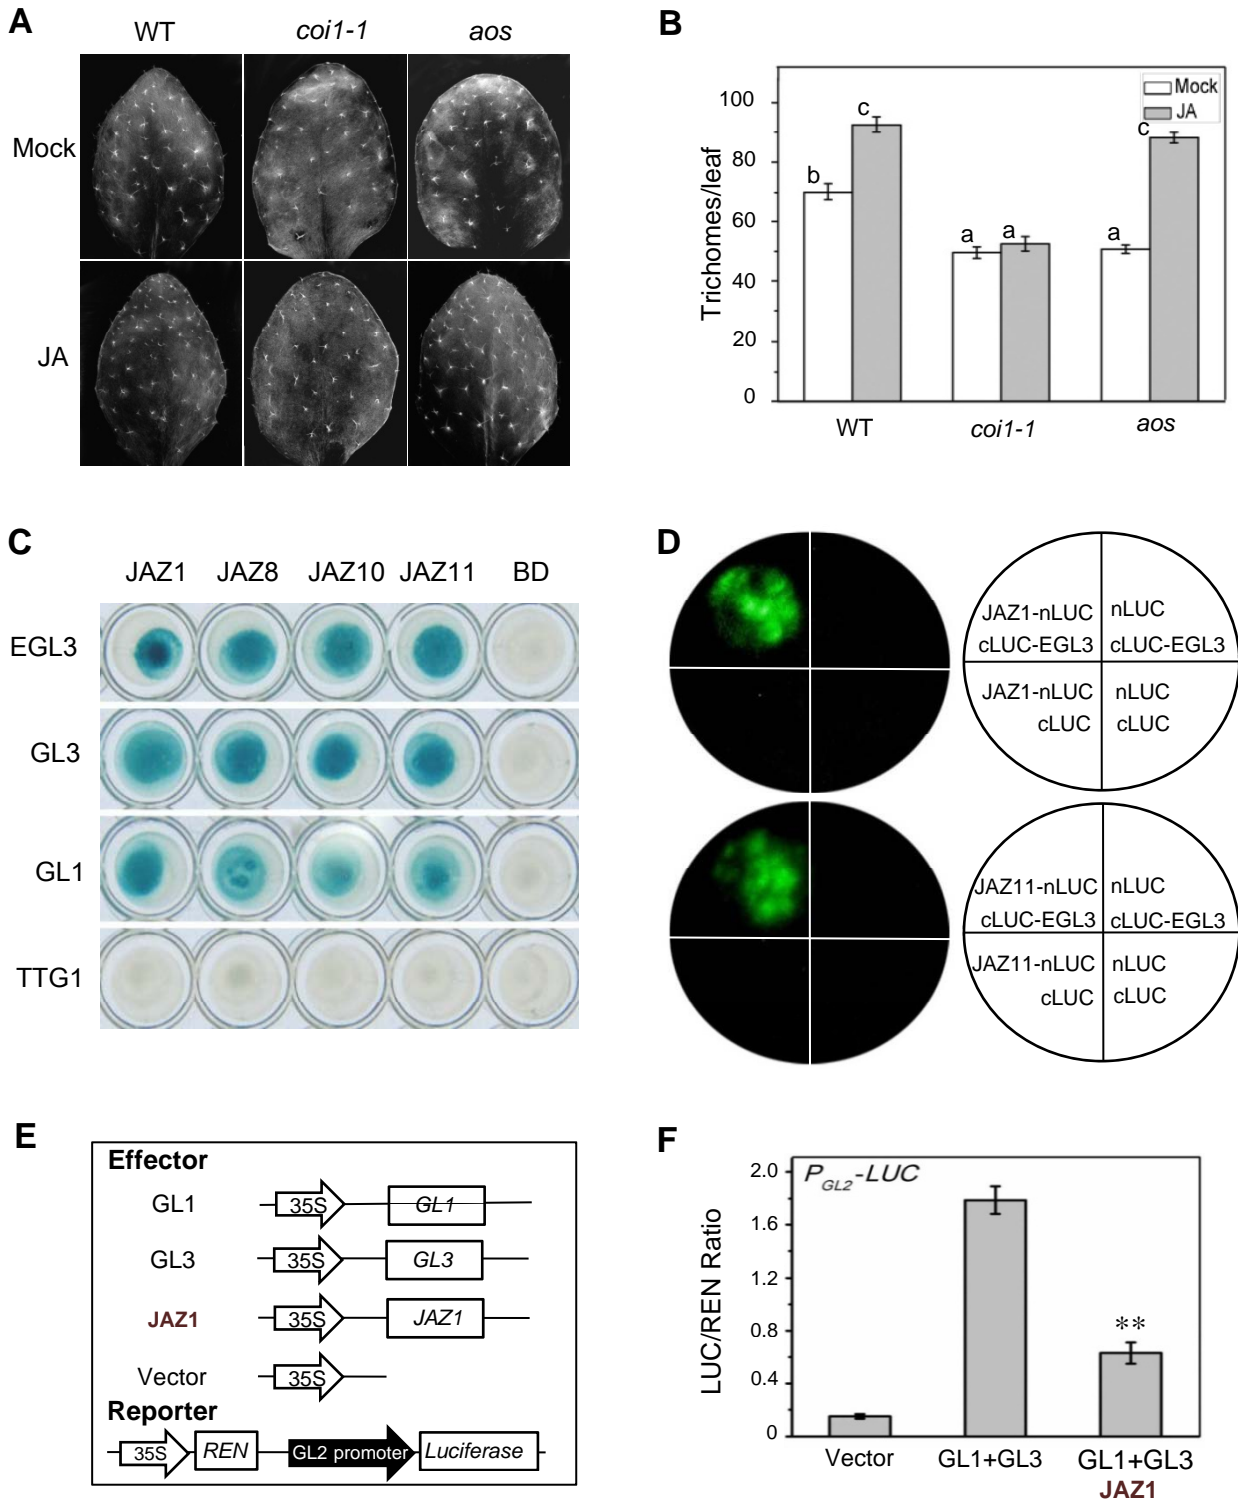 A
WT coi1-1 aos
Mock
JA
B
Trichomes/leaf
100
80
60
40
20
0
Mock
JA
b
c
a
a
a
c
WT coi1-1 aos
C
JAZ1 JAZ8 JAZ10 JAZ11 BD
EGL3
GL3
GL1
TTG1
D
JAZ1-nLUC nLUC
cLUC-EGL3 cLUC-EGL3
JAZ1-nLUC nLUC
cLUC cLUC
JAZ11-nLUC nLUC
cLUC-EGL3 cLUC-EGL3
JAZ11-nLUC nLUC
cLUC cLUC
E
Effector
GL1 35S GL1
GL3 35S GL3
JAZ1 35S JAZ1
Vector 35S
Reporter
35S REN GL2 promoter Luciferase
F
LUC/REN Ratio
2.0
1.6
1.2
0.8
0.4
0
PGL2-LUC
**
Vector GL1+GL3 GL1+GL3
JAZ1